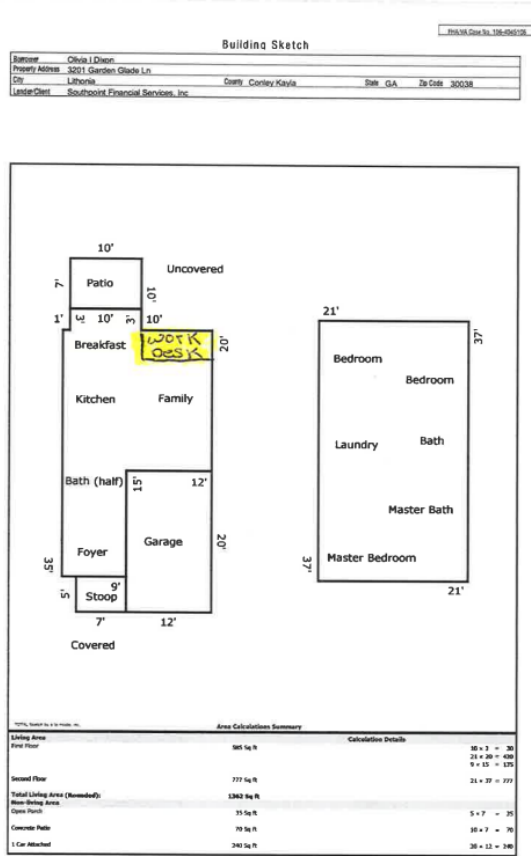 FHA/VA Case No. 106-4045106
Building Sketch
Borrower Olivia I Dixon
Property Address 3201 Garden Glade Ln
City Lithonia County Conley Kayla State GA Zip Code 30038
Lender/Client Southpoint Financial Services, Inc
10'
7' Patio 10' Uncovered
1' 3' 10' 3' 10'
Breakfast work 20'
Desk
Kitchen Family
Bath (half) 15' 12'
Foyer Garage 20'
35'
9'
5' Stoop
7' 12'
Covered
21'
37'
Bedroom
Bedroom
Laundry Bath
Master Bath
Master Bedroom
37'
21'
Area Calculations Summary
Living Area Calculation Details
First Floor 585 Sq ft 10 x 3 = 30
21 x 20 = 420
9 x 15 = 135
Second Floor 777 Sq ft 21 x 37 = 777
Total Living Area (Rounded): 1362 Sq ft
Non-living Area
Open Porch 35 Sq ft 5 x 7 = 35
Concrete Patio 70 Sq ft 10 x 7 = 70
1 Car Attached 240 Sq ft 20 x 12 = 240